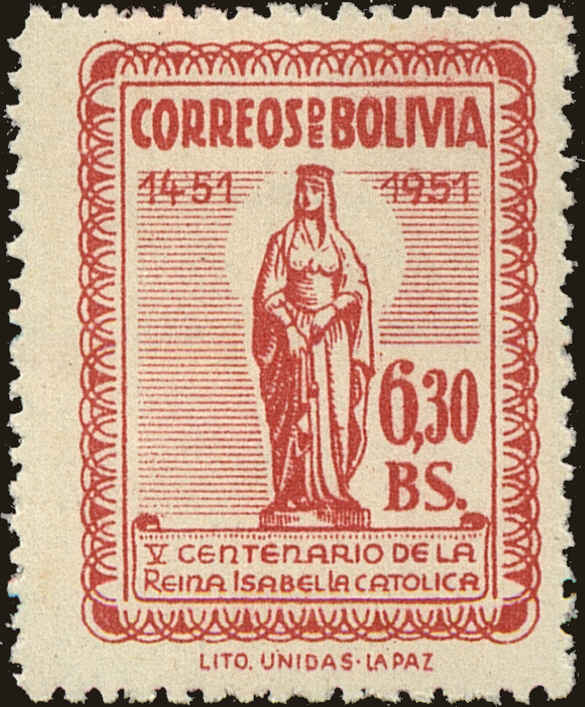 CORREOS DE BOLIVIA
1451 1951
6,30
BS.
V CENTENARIO DE LA
REINA ISABEL LA CATOLICA
LITO. UNIDAS · LA PAZ